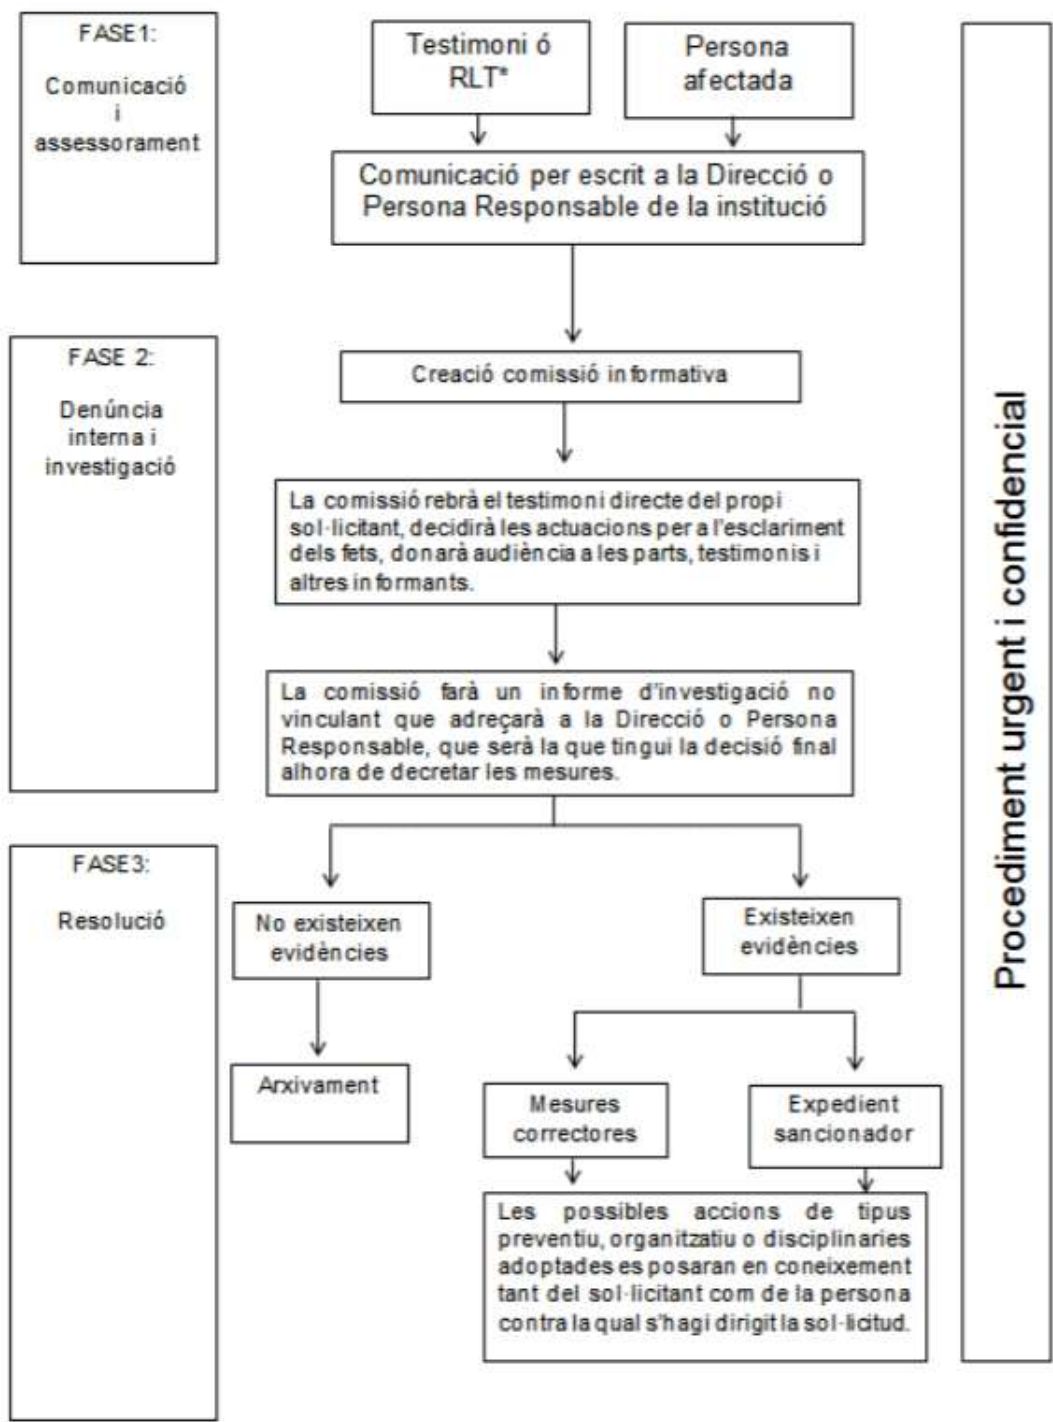 FASE1:
Comunicació
i
assessorament
Testimoni ó
RLT*
Persona
afectada
Comunicació per escrit a la Direcció o
Persona Responsable de la institució
FASE 2:
Denúncia
interna i
investigació
Creació comissió informativa
La comissió rebrà el testimoni directe del propi
sol·licitant, decidirà les actuacions per a l'esclariment
dels fets, donarà audiència a les parts, testimonis i
altres informants.
La comissió farà un informe d'investigació no
vinculant que adreçarà a la Direcció o Persona
Responsable, que serà la que tingui la decisió final
alhora de decretar les mesures.
FASE3:
Resolució
No existeixen
evidències
Existeixen
evidències
Arxivament
Mesures
correctores
Expedient
sancionador
Les possibles accions de tipus
preventiu, organitzatiu o disciplinaries
adoptades es posaran en coneixement
tant del sol·licitant com de la persona
contra la qual s'hagi dirigit la sol·licitud.
Procediment urgent i confidencial